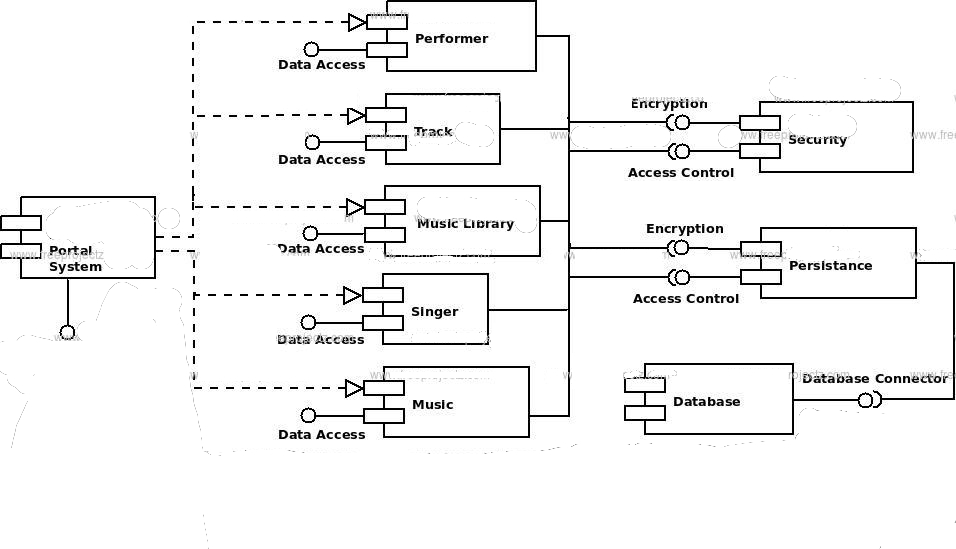 Performer
Data Access
Encryption
Track
Security
Data Access
Access Control
Music Library
Encryption
Portal
System
Data Access
Persistance
Access Control
Singer
Data Access
Database Connector
Music
Database
Data Access